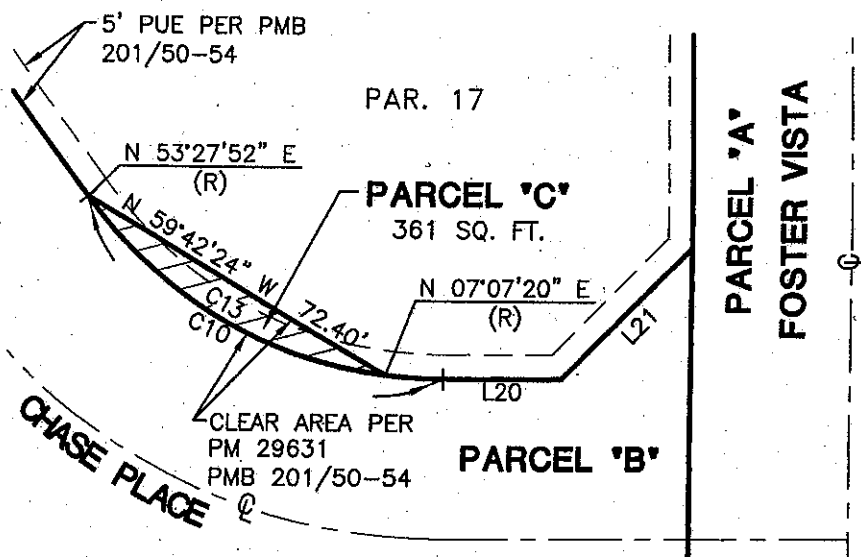 5' PUE PER PMB
201/50-54
PAR. 17
N 53°27'52" E
(R)
PARCEL "C"
361 SQ. FT.
N 59°42'24" W 72.40'
C13
C10
N 07°07'20" E
(R)
L21
L20
CLEAR AREA PER
PM 29631
PMB 201/50-54
PARCEL "B"
CHASE PLACE ℄
PARCEL "A"
FOSTER VISTA
℄